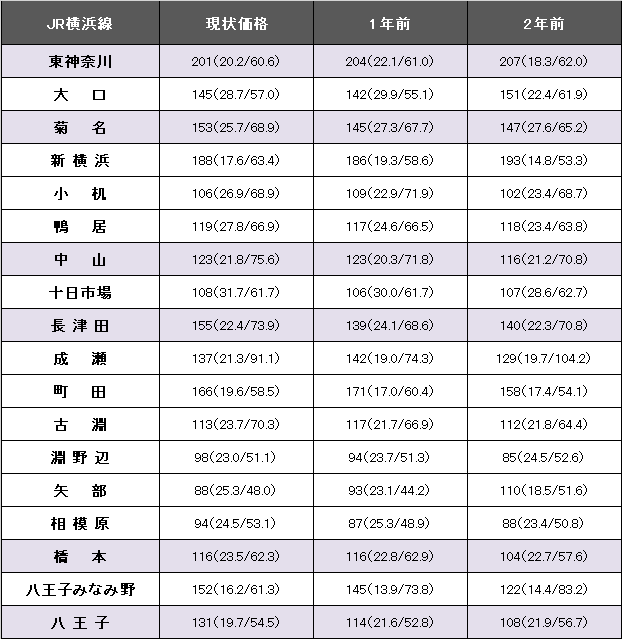 JR横浜線 現状価格 1年前 2年前
東神奈川 201(20.2/60.6) 204(22.1/61.0) 207(18.3/62.0)
大口 145(28.7/57.0) 142(29.9/55.1) 151(22.4/61.9)
菊名 153(25.7/68.9) 145(27.3/67.7) 147(27.6/65.2)
新横浜 188(17.6/63.4) 186(19.3/58.6) 193(14.8/53.3)
小机 106(26.9/68.9) 109(22.9/71.9) 102(23.4/68.7)
鴨居 119(27.8/66.9) 117(24.6/66.5) 118(23.4/63.8)
中山 123(21.8/75.6) 123(20.3/71.8) 116(21.2/70.8)
十日市場 108(31.7/61.7) 106(30.0/61.7) 107(28.6/62.7)
長津田 155(22.4/73.9) 139(24.1/68.6) 140(22.3/70.8)
成瀬 137(21.3/91.1) 142(19.0/74.3) 129(19.7/104.2)
町田 166(19.6/58.5) 171(17.0/60.4) 158(17.4/54.1)
古淵 113(23.7/70.3) 117(21.7/66.9) 112(21.8/64.4)
淵野辺 98(23.0/51.1) 94(23.7/51.3) 85(24.5/52.6)
矢部 88(25.3/48.0) 93(23.1/44.2) 110(18.5/51.6)
相模原 94(24.5/53.1) 87(25.3/48.9) 88(23.4/50.8)
橋本 116(23.5/62.3) 116(22.8/62.9) 104(22.7/57.6)
八王子みなみ野 152(16.2/61.3) 145(13.9/73.8) 122(14.4/83.2)
八王子 131(19.7/54.5) 114(21.6/52.8) 108(21.9/56.7)